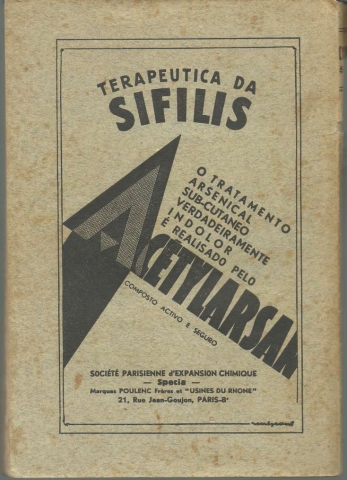 TERAPEUTICA DA
SIFILIS
O TRATAMENTO
ARSENICAL
SUB-CUTANEO
VERDADEIRAMENTE
INDOLOR
É REALISADO PELO
ACÉTYLARSAN
COMPOSTO ACTIVO E SEGURO
SOCIÉTÉ PARISIENNE d'EXPANSION CHIMIQUE
— Specia —
Marques POULENC Frères et "USINES DU RHONE"
21, Rue Jean-Goujon, PARIS-8e